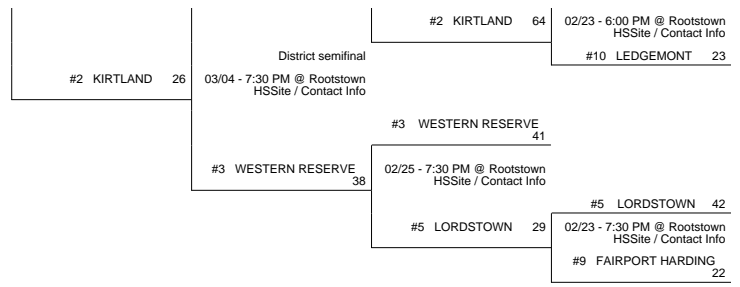 #2 KIRTLAND 64
02/23 - 6:00 PM @ Rootstown
HSSite / Contact Info
#10 LEDGEMONT 23
District semifinal
#2 KIRTLAND 26
03/04 - 7:30 PM @ Rootstown
HSSite / Contact Info
#3 WESTERN RESERVE
41
#3 WESTERN RESERVE
38
02/25 - 7:30 PM @ Rootstown
HSSite / Contact Info
#5 LORDSTOWN 42
#5 LORDSTOWN 29
02/23 - 7:30 PM @ Rootstown
HSSite / Contact Info
#9 FAIRPORT HARDING
22